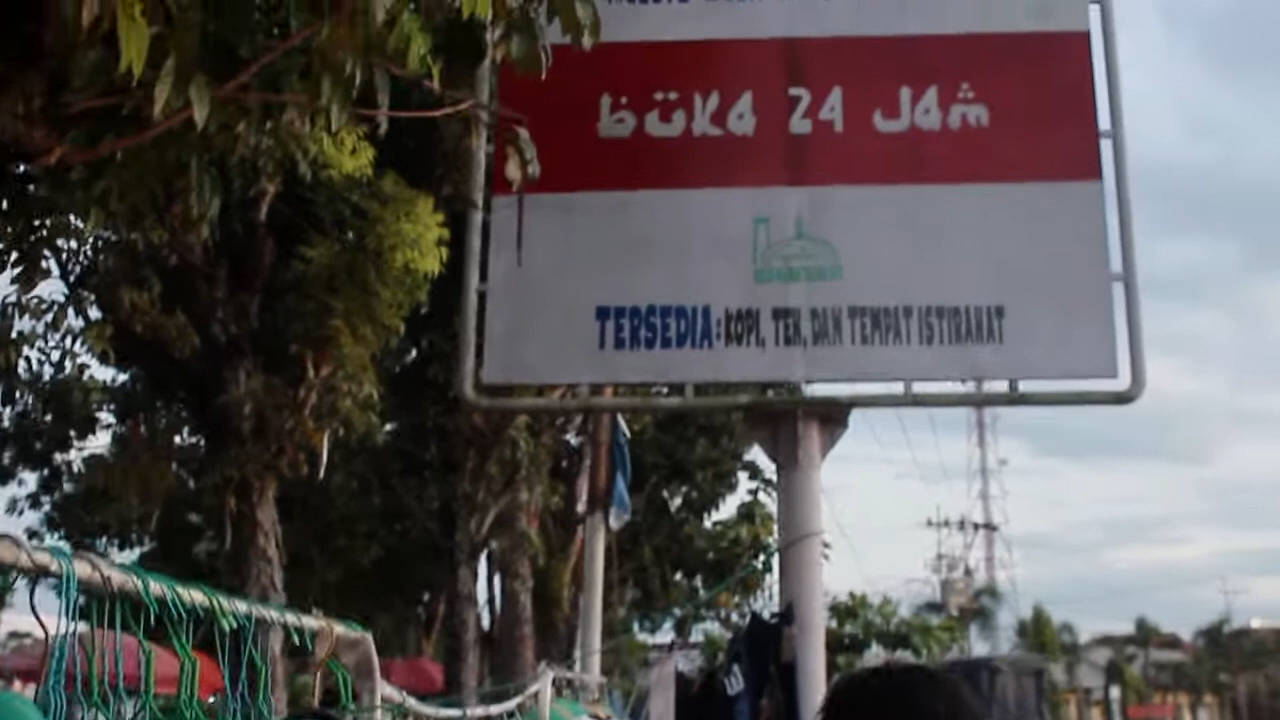 BUKA 24 JAM
TERSEDIA: KOPI, TEH, DAN TEMPAT ISTIRAHAT